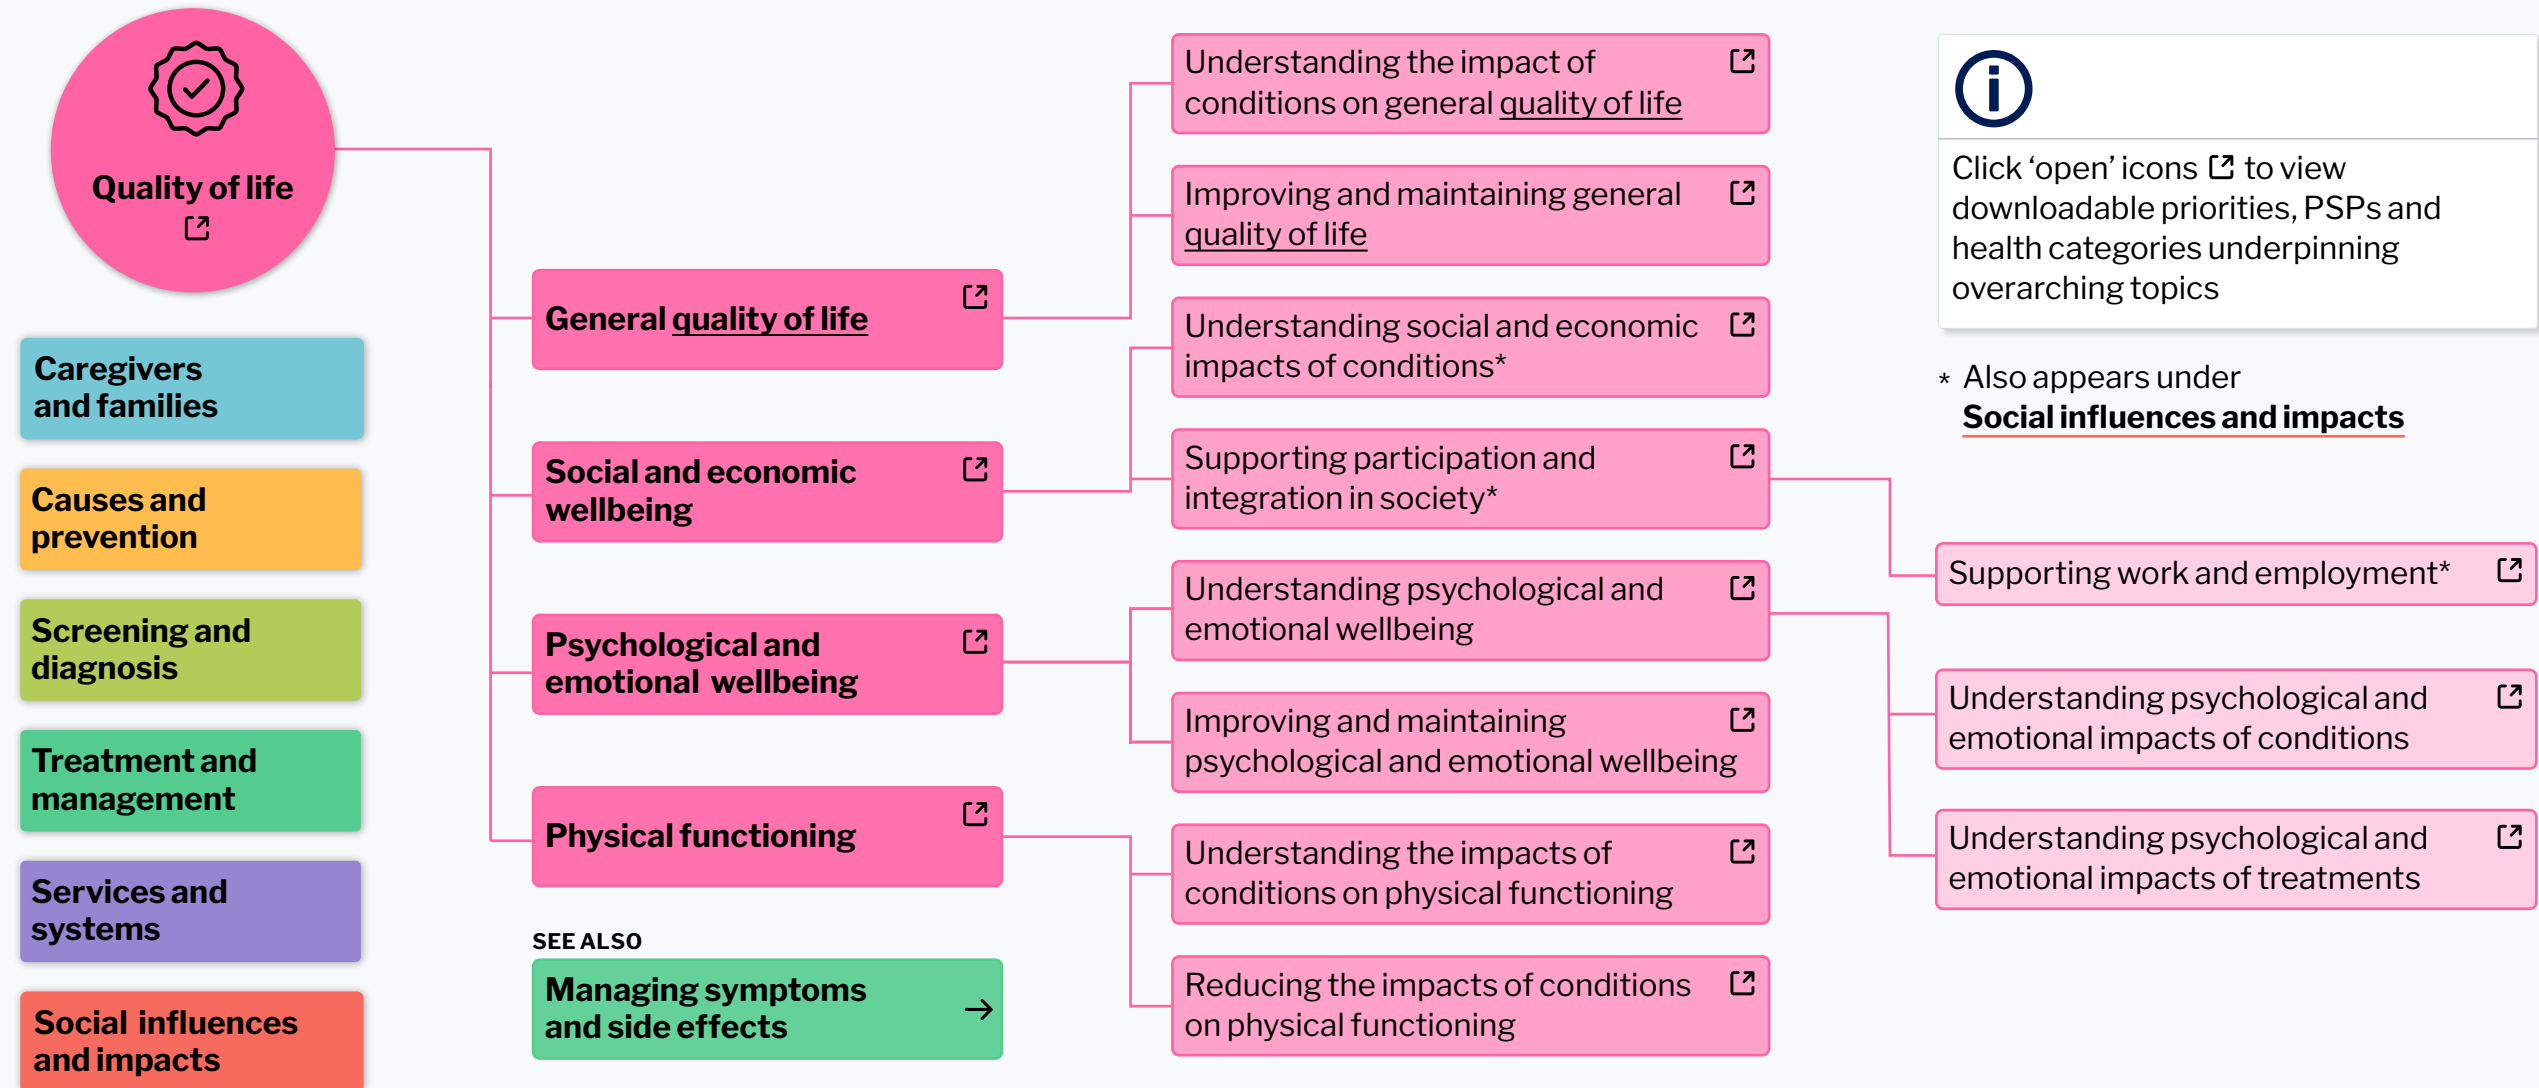 Quality of life
Caregivers
and families
Causes and
prevention
Screening and
diagnosis
Treatment and
management
Services and
systems
Social influences
and impacts
General quality of life
Social and economic
wellbeing
Psychological and
emotional wellbeing
Physical functioning
SEE ALSO
Managing symptoms
and side effects
Understanding the impact of
conditions on general quality of life
Improving and maintaining general
quality of life
Understanding social and economic
impacts of conditions*
Supporting participation and
integration in society*
Understanding psychological and
emotional wellbeing
Improving and maintaining
psychological and emotional wellbeing
Understanding the impacts of
conditions on physical functioning
Reducing the impacts of conditions
on physical functioning
Click ‘open’ icons to view
downloadable priorities, PSPs and
health categories underpinning
overarching topics
* Also appears under
Social influences and impacts
Supporting work and employment*
Understanding psychological and
emotional impacts of conditions
Understanding psychological and
emotional impacts of treatments